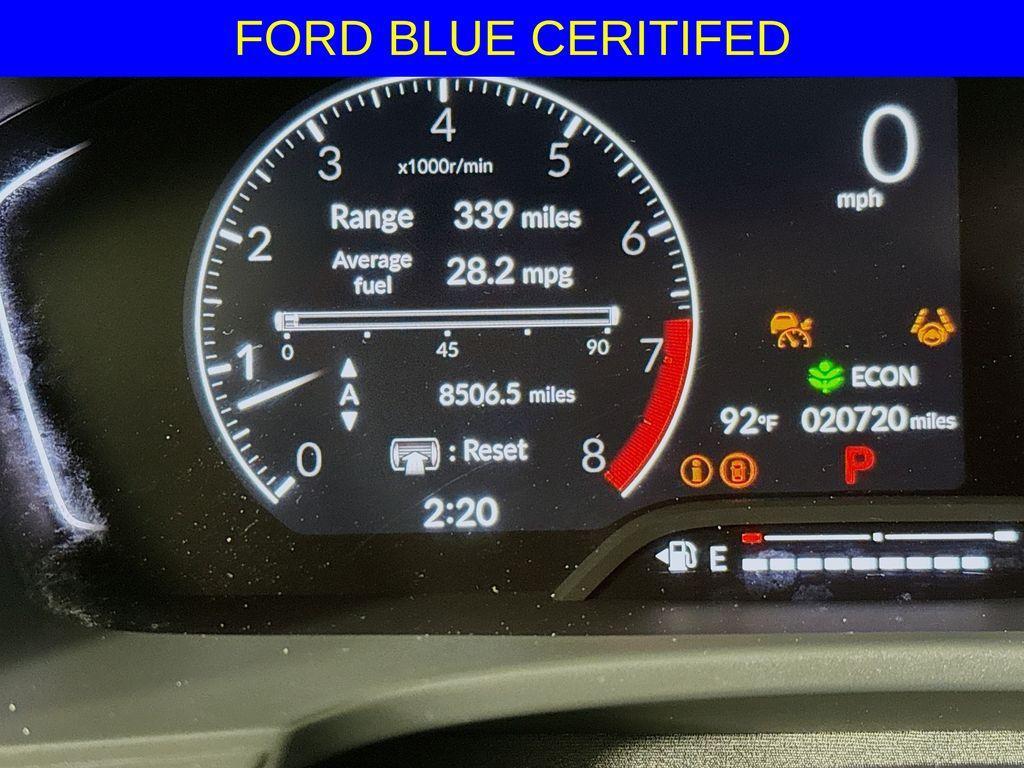 FORD BLUE CERITIFED
4
3
5
x1000r/min
0
mph
Range 339 miles
2
6
Average
fuel
28.2 mpg
0 45 90
1
7
A
8506.5 miles
ECON
92°F 020720 miles
: Reset
0
8
P
2:20
E